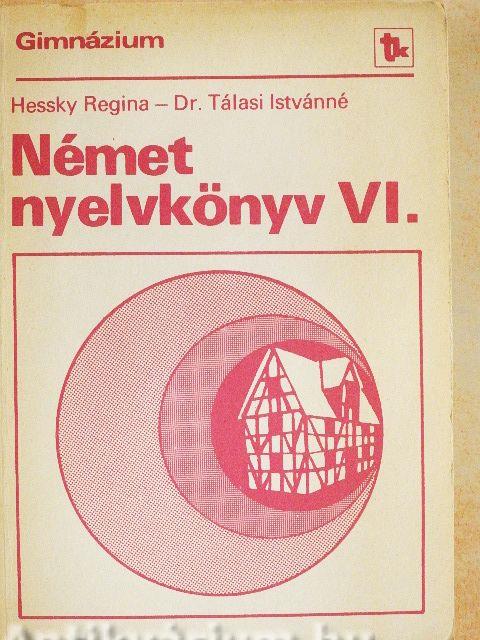 Gimnázium
tk
Hessky Regina – Dr. Tálasi Istvánné
Német
nyelvkönyv VI.